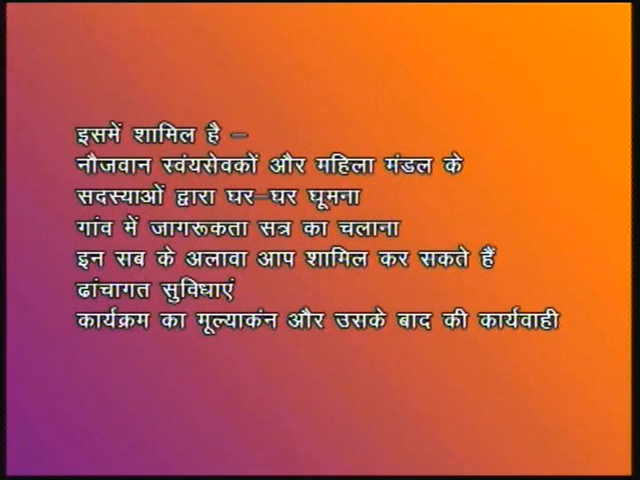 इसमें शामिल है –
नौजवान स्वंयसेवकों और महिला मंडल के
सदस्याओं द्वारा घर–घर घूमना
गांव में जागरूकता सत्र का चलाना
इन सब के अलावा आप शामिल कर सकते हैं
ढांचागत सुविधाएं
कार्यक्रम का मूल्याकंन और उसके बाद की कार्यवाही